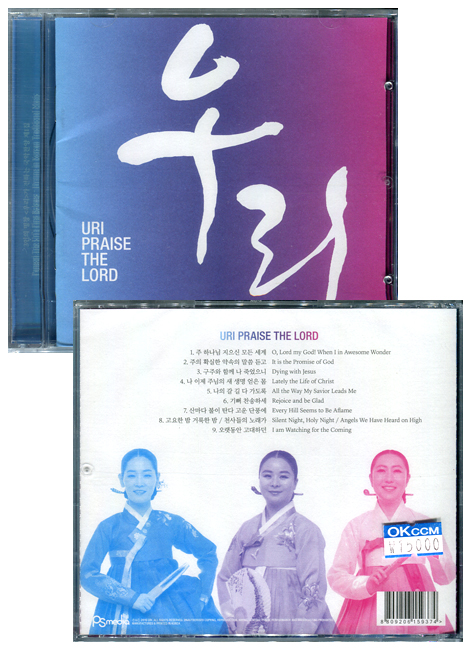 우리
URI
PRAISE
THE
LORD
URI PRAISE THE LORD
1. 주 하나님 지으신 모든 세계 O, Lord my God! When I in Awesome Wonder
2. 주의 확실한 약속의 말씀 듣고 It is the Promise of God
3. 구주와 함께 나 죽었으니 Dying with Jesus
4. 나 이제 주님의 새 생명 얻은 몸 Lately the Life of Christ
5. 나의 갈 길 다 가도록 All the Way My Savior Leads Me
6. 기뻐 찬송하세 Rejoice and be Glad
7. 산마다 불이 탄다 고운 단풍에 Every Hill Seems to Be Aflame
8. 고요한 밤 거룩한 밤 / 천사들의 노래가 Silent Night, Holy Night / Angels We Have Heard on High
9. 오랫동안 고대하던 I am Watching for the Coming
OKCCM
₩15000
PSmedia
8809206156374